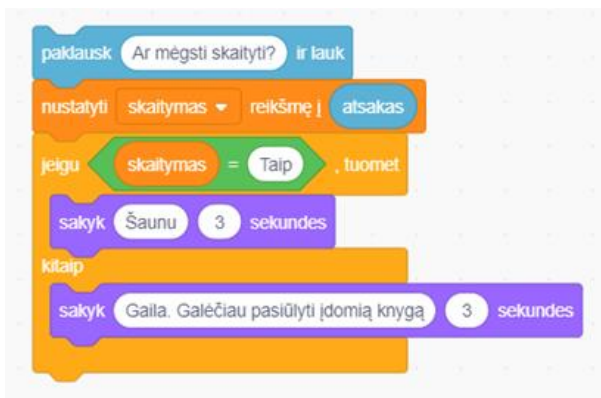 paklausk Ar mėgsti skaityti? ir lauk
nustatyti skaitymas reikšmę į atsakas
jeigu skaitymas = Taip , tuomet
sakyk Šaunu 3 sekundes
kitaip
sakyk Gaila. Galėčiau pasiūlyti įdomią knygą 3 sekundes